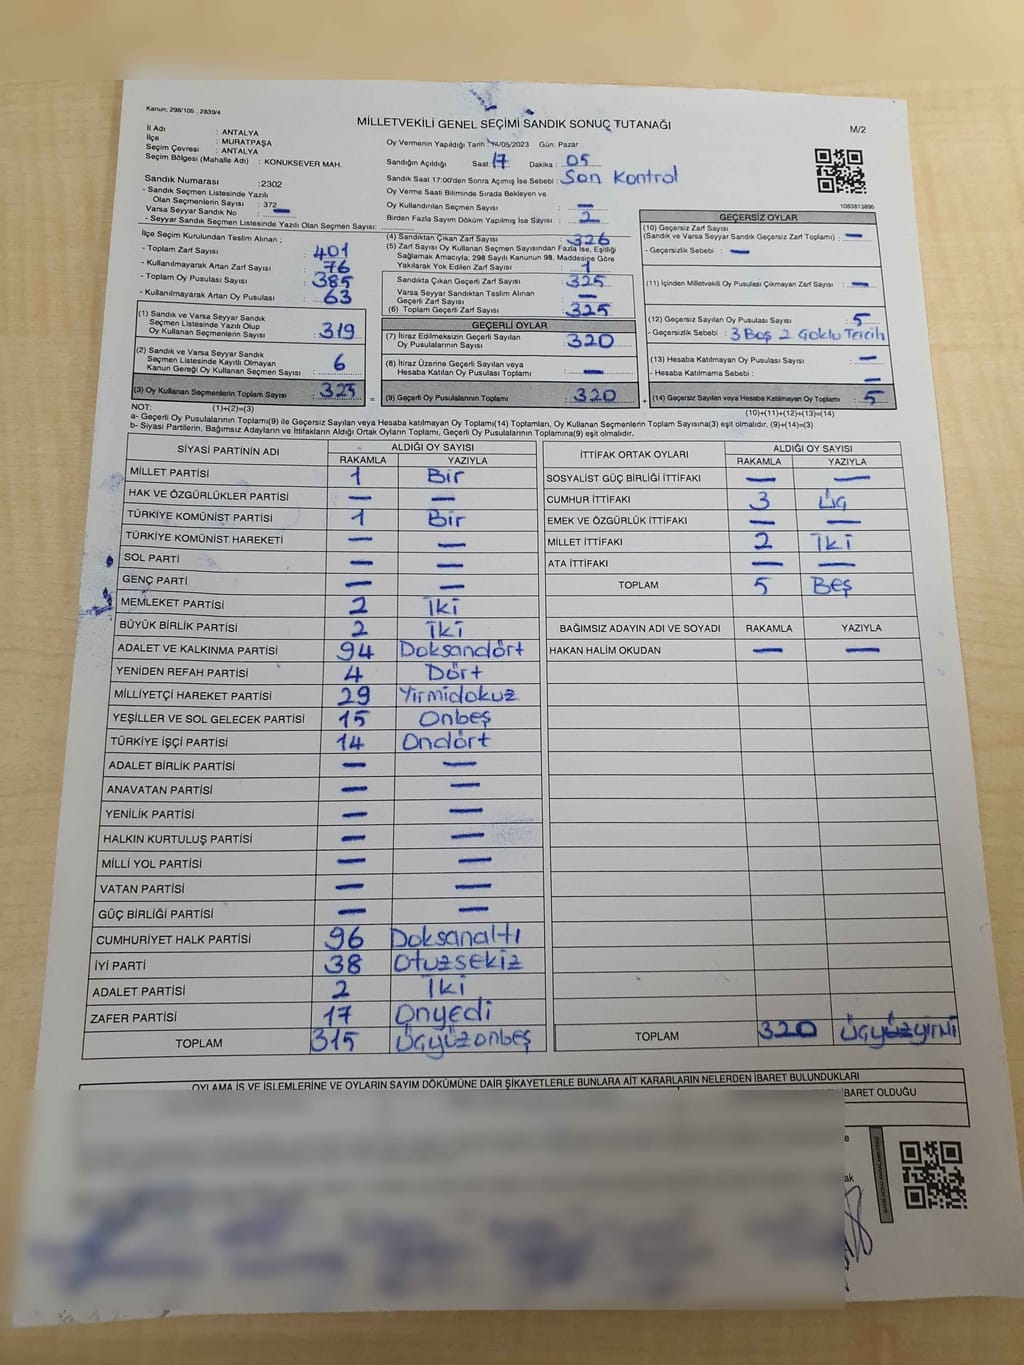 Kanun: 298/105 , 2839/4
MİLLETVEKİLİ GENEL SEÇİMİ SANDIK SONUÇ TUTANAĞI
M/2
İl Adı : ANTALYA
İlçe : MURATPAŞA
Seçim Çevresi : ANTALYA
Seçim Bölgesi (Mahalle Adı) : KONUKSEVER MAH.
Sandık Numarası :2302
- Sandık Seçmen Listesinde Yazılı
Olan Seçmenlerin Sayısı : 372
Varsa Seyyar Sandık No : —
- Seyyar Sandık Seçmen Listesinde Yazılı Olan Seçmen Sayısı:
Oy Vermenin Yapıldığı Tarih : 14/05/2023 Gün: Pazar
Sandığın Açıldığı Saat: 17 Dakika : 05
Sandık Saat 17:00'den Sonra Açılmış İse Sebebi : Son Kontrol
Oy Verme Saati Bitiminde Sırada Bekleyen ve
Oy Kullandırılan Seçmen Sayısı : —
Birden Fazla Sayım Döküm Yapılmış İse Sayısı : 2
1083813895
İlçe Seçim Kurulundan Teslim Alınan ;
- Toplam Zarf Sayısı : 401
- Kullanılmayarak Artan Zarf Sayısı : 76
- Toplam Oy Pusulası Sayısı : 385
- Kullanılmayarak Artan Oy Pusulası : 63
(1) Sandık ve Varsa Seyyar Sandık
Seçmen Listesinde Yazılı Olup
Oy Kullanan Seçmenlerin Sayısı : 319
(2) Sandık ve Varsa Seyyar Sandık
Seçmen Listesinde Kayıtlı Olmayan
Kanun Gereği Oy Kullanan Seçmen Sayısı : 6
(3) Oy Kullanan Seçmenlerin Toplam Sayısı : 325
(4) Sandıktan Çıkan Zarf Sayısı : 326
(5) Zarf Sayısı Oy Kullanan Seçmen Sayısından Fazla İse, Eşitliği
Sağlamak Amacıyla; 298 Sayılı Kanunun 98. Maddesine Göre
Yakılarak Yok Edilen Zarf Sayısı : 1
Sandıkta Çıkan Geçerli Zarf Sayısı : 325
Varsa Seyyar Sandıktan Teslim Alınan
Geçerli Zarf Sayısı : —
(6) Toplam Geçerli Zarf Sayısı : 325
GEÇERLİ OYLAR
(7) İtiraz Edilmeksizin Geçerli Sayılan
Oy Pusulalarının Sayısı : 320
(8) İtiraz Üzerine Geçerli Sayılan veya
Hesaba Katılan Oy Pusulası Toplamı : —
= (9) Geçerli Oy Pusulalarının Toplamı : 320
GEÇERSİZ OYLAR
(10) Geçersiz Zarf Sayısı
(Sandık ve Varsa Seyyar Sandık Geçersiz Zarf Toplamı) : —
- Geçersizlik Sebebi : —
(11) İçinden Milletvekili Oy Pusulası Çıkmayan Zarf Sayısı : —
(12) Geçersiz Sayılan Oy Pusulası Sayısı : 5
- Geçersizlik Sebebi : 3 Boş 2 Çoklu Tercih
(13) Hesaba Katılmayan Oy Pusulası Sayısı : —
- Hesaba Katılmama Sebebi : —
+ (14) Geçersiz Sayılan veya Hesaba Katılmayan Oy Toplamı : 5
NOT: (1)+(2)=(3)
(10)+(11)+(12)+(13)=(14)
a- Geçerli Oy Pusulalarının Toplamı(9) ile Geçersiz Sayılan veya Hesaba katılmayan Oy Toplamı(14) Toplamları, Oy Kullanan Seçmenlerin Toplam Sayısına(3) eşit olmalıdır. (9)+(14)=(3)
b- Siyasi Partilerin, Bağımsız Adayların ve İttifakların Aldığı Ortak Oyların Toplamı, Geçerli Oy Pusulalarının Toplamına(9) eşit olmalıdır.
SİYASİ PARTİNİN ADI ALDIĞI OY SAYISI
RAKAMLA YAZIYLA
MİLLET PARTİSİ 1 Bir
HAK VE ÖZGÜRLÜKLER PARTİSİ — —
TÜRKİYE KOMÜNİST PARTİSİ 1 Bir
TÜRKİYE KOMÜNİST HAREKETİ — —
SOL PARTİ — —
GENÇ PARTİ — —
MEMLEKET PARTİSİ 2 İki
BÜYÜK BİRLİK PARTİSİ 2 İki
ADALET VE KALKINMA PARTİSİ 94 Doksandört
YENİDEN REFAH PARTİSİ 4 Dört
MİLLİYETÇİ HAREKET PARTİSİ 29 Yirmidokuz
YEŞİLLER VE SOL GELECEK PARTİSİ 15 Onbeş
TÜRKİYE İŞÇİ PARTİSİ 14 Ondört
ADALET BİRLİK PARTİSİ — —
ANAVATAN PARTİSİ — —
YENİLİK PARTİSİ — —
HALKIN KURTULUŞ PARTİSİ — —
MİLLİ YOL PARTİSİ — —
VATAN PARTİSİ — —
GÜÇ BİRLİĞİ PARTİSİ — —
CUMHURİYET HALK PARTİSİ 96 Doksanaltı
İYİ PARTİ 38 Otuzsekiz
ADALET PARTİSİ 2 İki
ZAFER PARTİSİ 17 Onyedi
TOPLAM 315 Üçyüzonbeş
İTTİFAK ORTAK OYLARI ALDIĞI OY SAYISI
RAKAMLA YAZIYLA
SOSYALİST GÜÇ BİRLİĞİ İTTİFAKI — —
CUMHUR İTTİFAKI 3 Üç
EMEK VE ÖZGÜRLÜK İTTİFAKI — —
MİLLET İTTİFAKI 2 İki
ATA İTTİFAKI — —
TOPLAM 5 Beş
BAĞIMSIZ ADAYIN ADI VE SOYADI RAKAMLA YAZIYLA
HAKAN HALİM OKUDAN — —
TOPLAM 320 Üçyüzyirmi
OYLAMA İŞ VE İŞLEMLERİNE VE OYLARIN SAYIM DÖKÜMÜNE DAİR ŞİKAYETLERLE BUNLARA AİT KARARLARIN NELERDEN İBARET BULUNDUKLARI
İBARET OLDUĞU